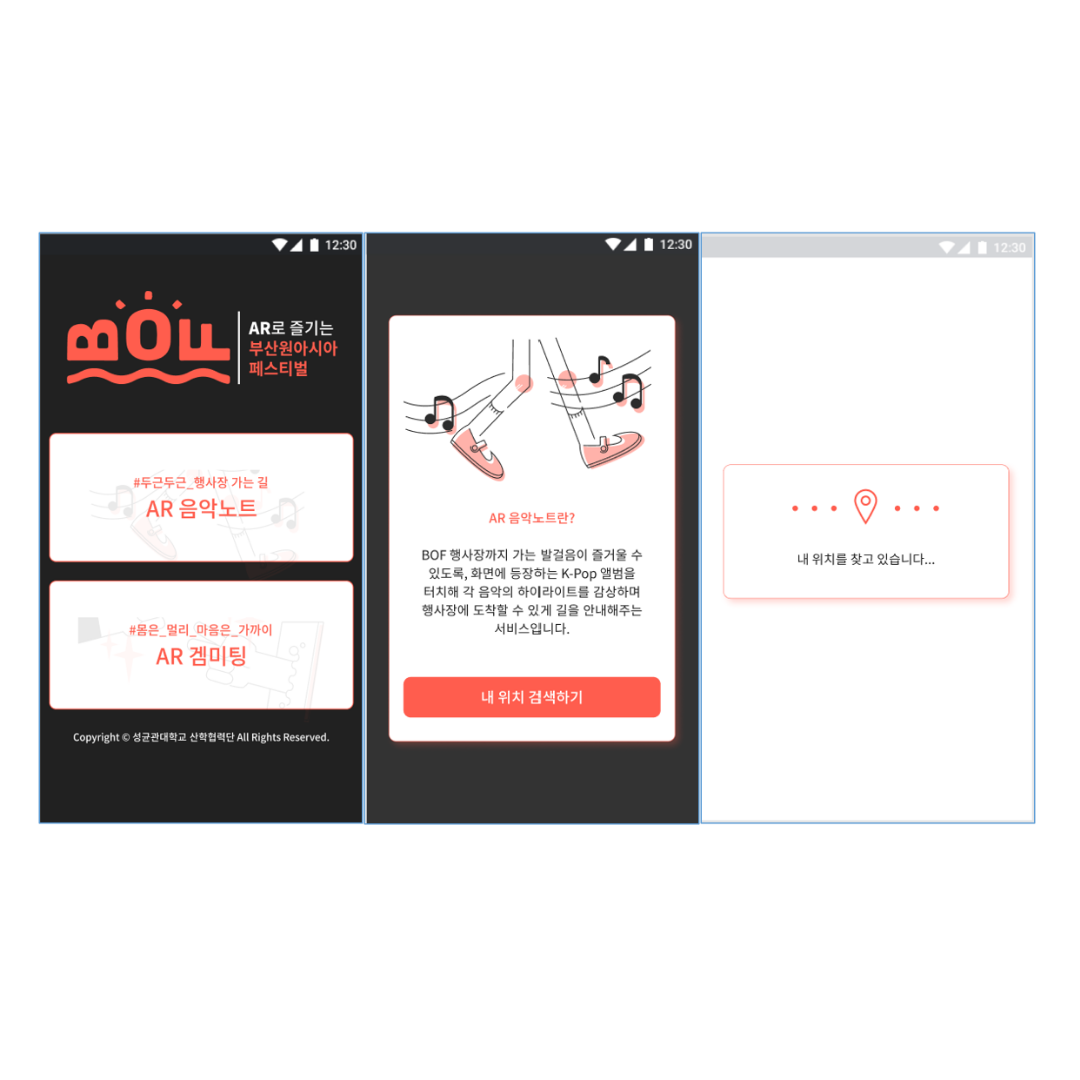 12:30
BOF
AR로 즐기는
부산원아시아
페스티벌
#두근두근_행사장 가는 길
AR 음악노트
#몸은_멀리_마음은_가까이
AR 겜미팅
Copyright © 성균관대학교 산학협력단 All Rights Reserved.
12:30
AR 음악노트란?
BOF 행사장까지 가는 발걸음이 즐거울 수
있도록, 화면에 등장하는 K-Pop 앨범을
터치해 각 음악의 하이라이트를 감상하며
행사장에 도착할 수 있게 길을 안내해주는
서비스입니다.
내 위치 검색하기
12:30
내 위치를 찾고 있습니다...